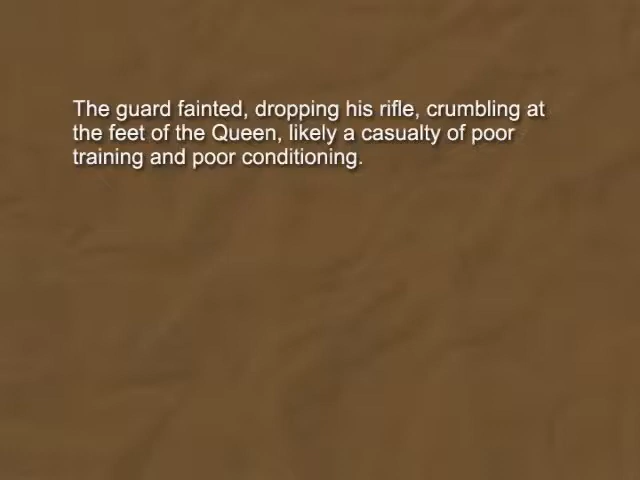 The guard fainted, dropping his rifle, crumbling at
the feet of the Queen, likely a casualty of poor
training and poor conditioning.